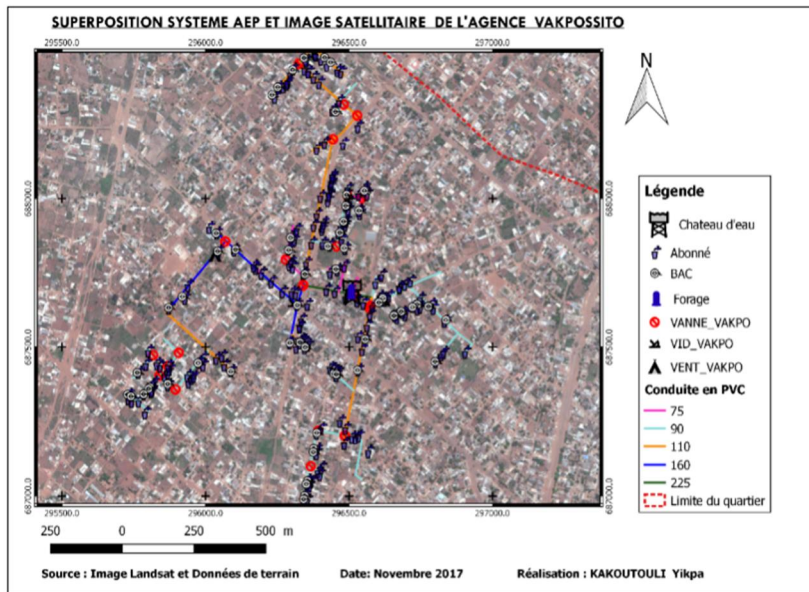 SUPERPOSITION SYSTEME AEP ET IMAGE SATELLITAIRE DE L'AGENCE VAKPOSSITO
295500.0 296000.0 296500.0 297000.0
N
688000.0 688000.0
687500.0 687500.0
687000.0 687000.0
295500.0 296000.0 296500.0 297000.0
Légende
Chateau d'eau
Abonné
BAC
Forage
VANNE_VAKPO
VID_VAKPO
VENT_VAKPO
Conduite en PVC
75
90
110
160
225
Limite du quartier
250 0 250 500 m
Source : Image Landsat et Données de terrain Date: Novembre 2017 Réalisation : KAKOUTOULI Yikpa